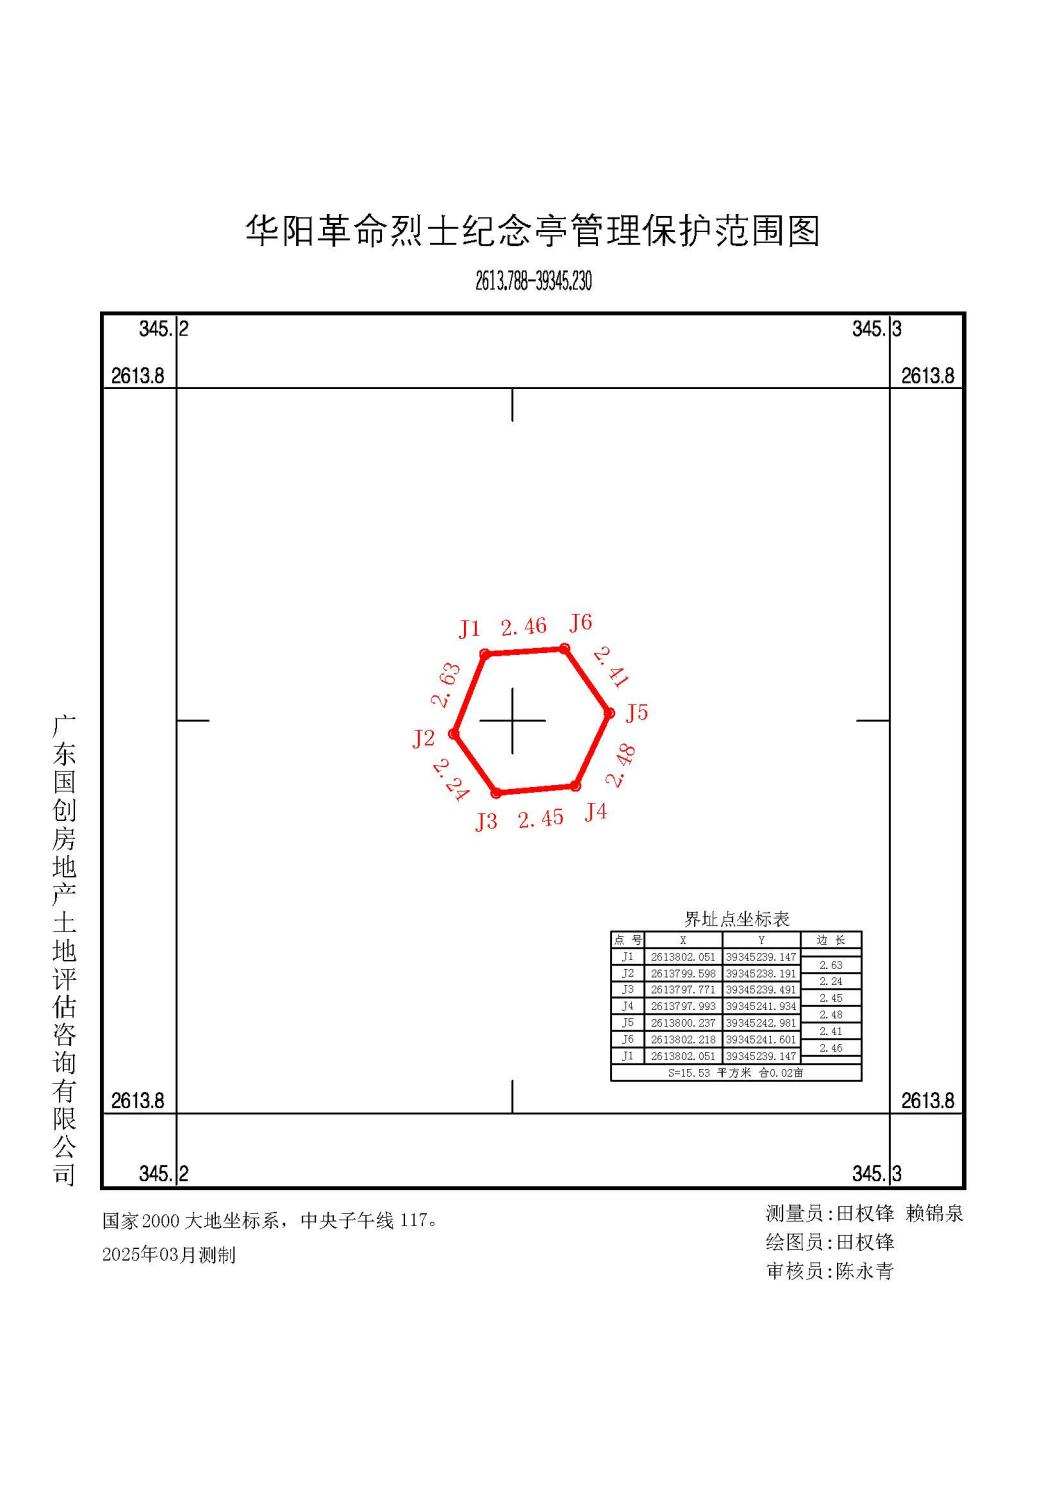 华阳革命烈士纪念亭管理保护范围图
2613.788-39345.230
345.2 345.3
2613.8 2613.8
J1 2.46 J6
2.63 2.41
J2 J5
2.24 2.48
J3 2.45 J4
广东国创房地产土地评估咨询有限公司
界址点坐标表
点号 X Y 边长
J1 2613802.051 39345239.147
2.63
J2 2613799.598 39345238.191
2.24
J3 2613797.771 39345239.491
2.45
J4 2613797.993 39345241.934
2.48
J5 2613800.237 39345242.981
2.41
J6 2613802.218 39345241.601
2.46
J1 2613802.051 39345239.147
S=15.53 平方米 合0.02亩
2613.8 2613.8
345.2 345.3
国家2000大地坐标系，中央子午线117。
2025年03月测制
测量员:田权锋 赖锦泉
绘图员:田权锋
审核员:陈永青